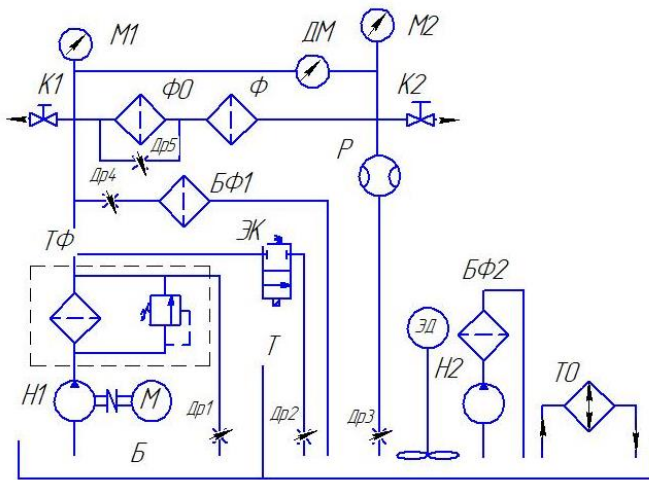 М1
ДМ
М2
К1
ФО
Ф
К2
Др5
Р
Др4
БФ1
ТФ
ЭК
БФ2
ЭД
Т
Н2
ТО
Н1
М
Др1
Др2
Др3
Б